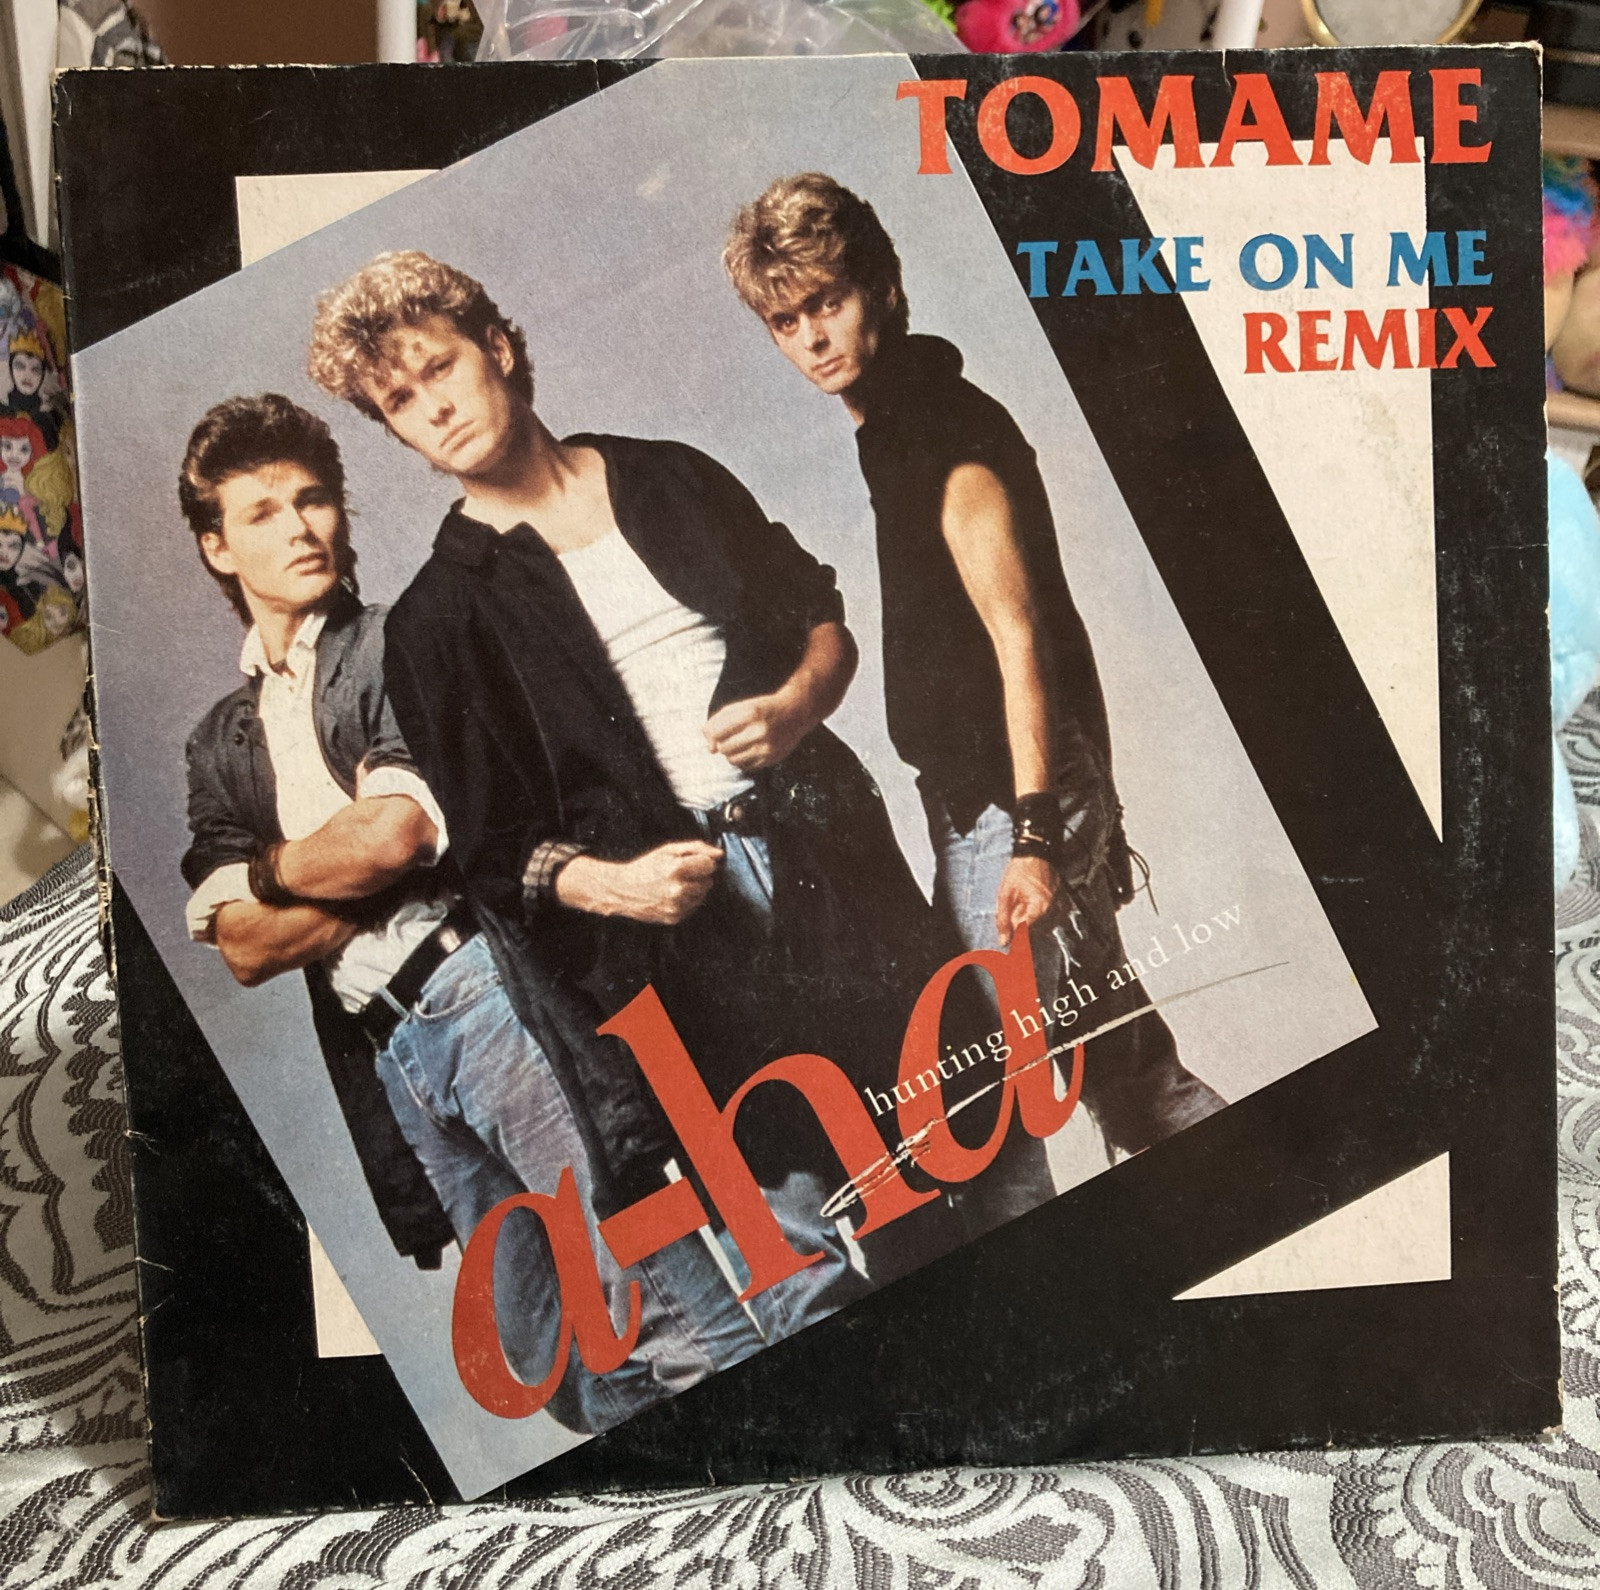 TOMAME
TAKE ON ME
REMIX
hunting high and low
a-ha